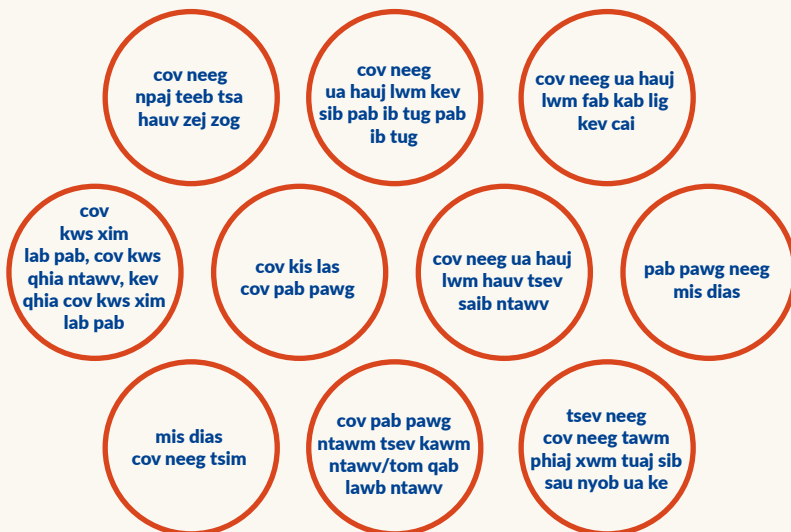 cov neeg
npaj teeb tsa
hauv zej zog
cov neeg
ua hauj lwm kev
sib pab ib tug pab
ib tug
cov neeg ua hauj
lwm fab kab lig
kev cai
cov
kws xim
lab pab, cov kws
qhia ntawv, kev
qhia cov kws xim
lab pab
cov kis las
cov pab pawg
cov neeg ua hauj
lwm hauv tsev
saib ntawv
pab pawg neeg
mis dias
mis dias
cov neeg tsim
cov pab pawg
ntawm tsev kawm
ntawv/tom qab
lawb ntawv
tsev neeg
cov neeg tawm
phiaj xwm tuaj sib
sau nyob ua ke